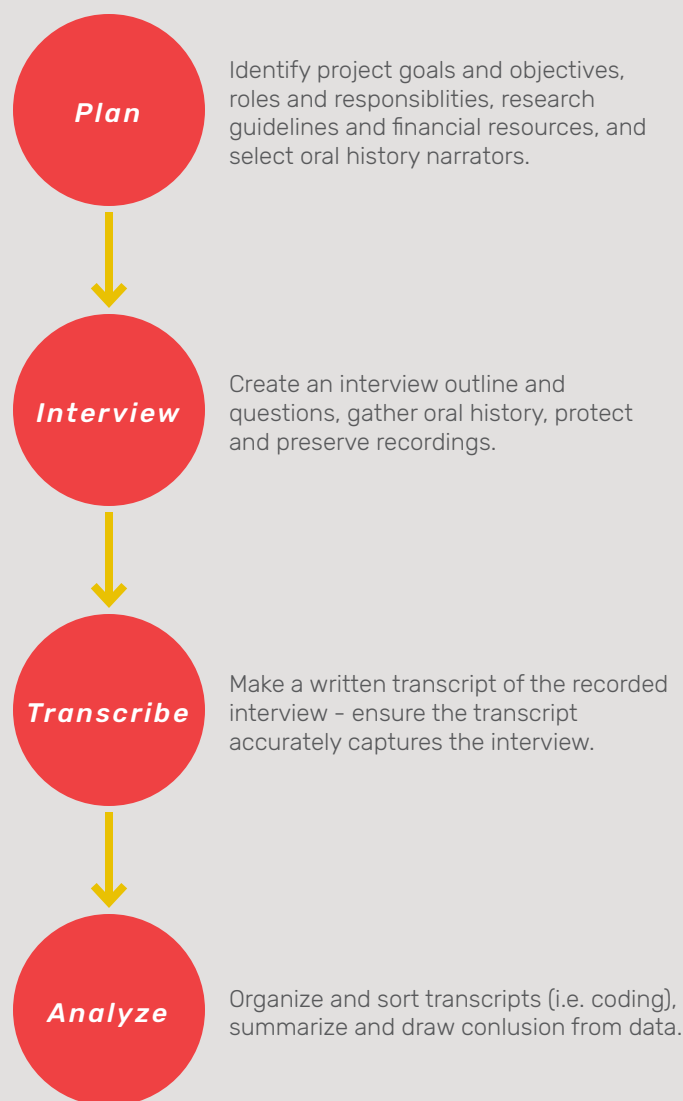 Plan
Identify project goals and objectives,
roles and responsiblities, research
guidelines and financial resources, and
select oral history narrators.
Interview
Create an interview outline and
questions, gather oral history, protect
and preserve recordings.
Transcribe
Make a written transcript of the recorded
interview - ensure the transcript
accurately captures the interview.
Analyze
Organize and sort transcripts (i.e. coding),
summarize and draw conlusion from data.